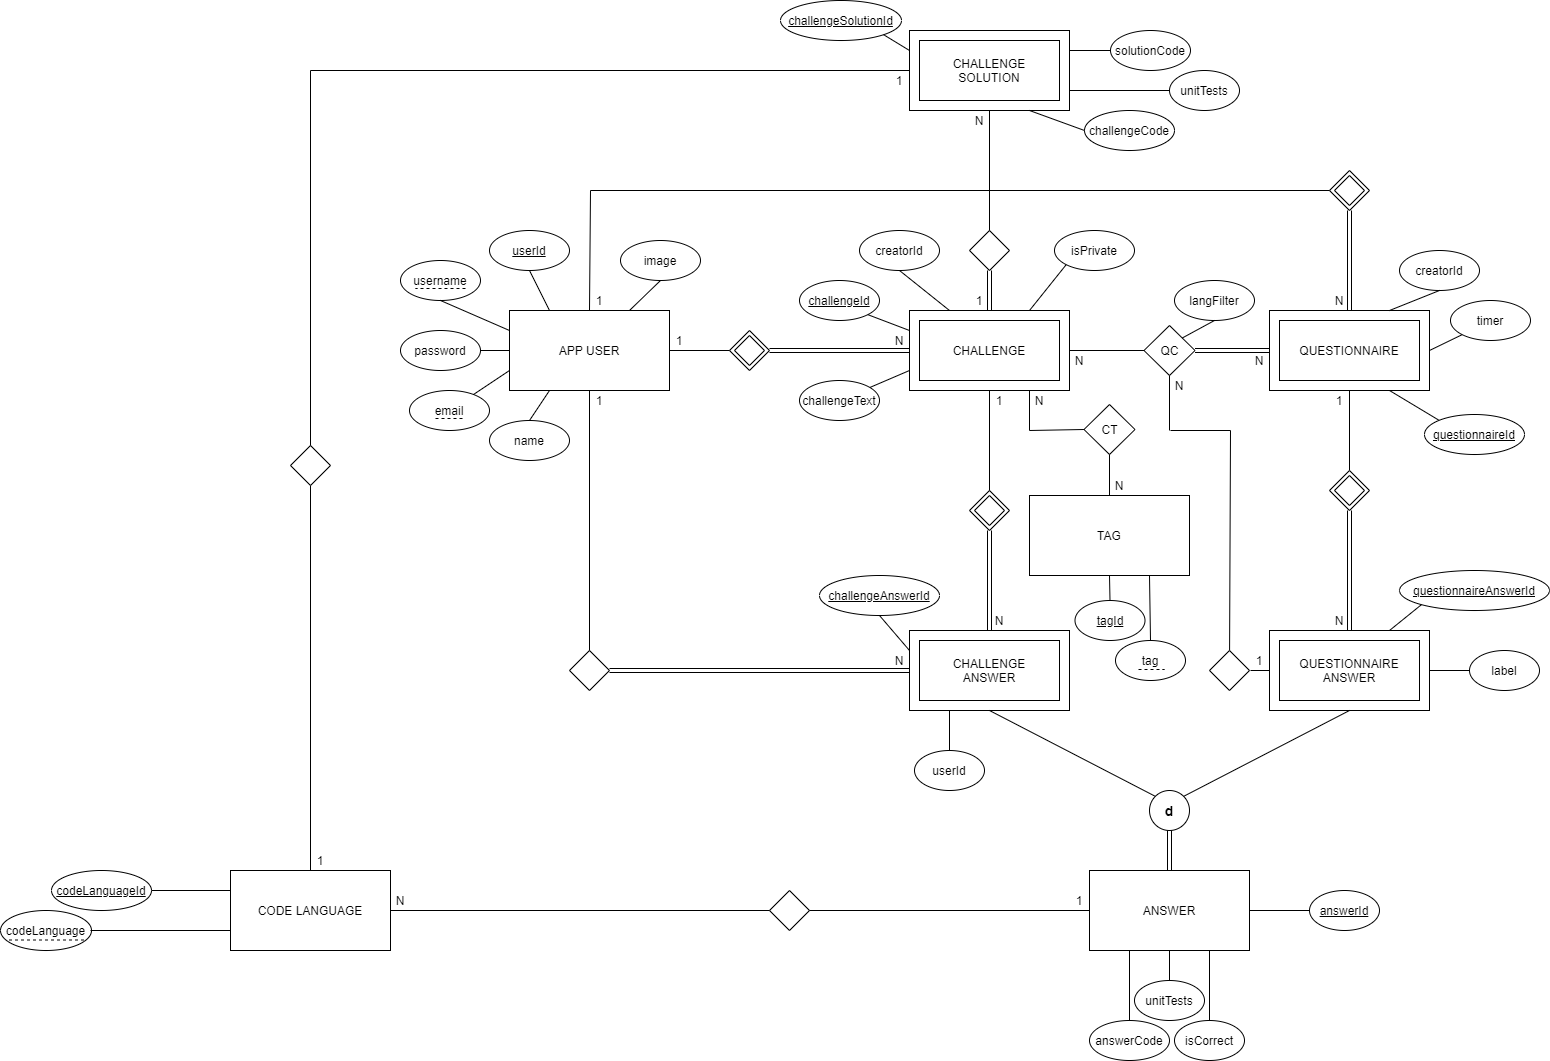 challengeSolutionId
CHALLENGE
SOLUTION
solutionCode
unitTests
challengeCode
1
N
userId
image
username
password
email
name
APP USER
1
1
1
creatorId
isPrivate
challengeId
challengeText
CHALLENGE
1
N
N
1
N
langFilter
QC
N
N
creatorId
timer
QUESTIONNAIRE
N
1
questionnaireId
CT
N
TAG
tagId
tag
challengeAnswerId
N
N
CHALLENGE
ANSWER
userId
questionnaireAnswerId
N
1
QUESTIONNAIRE
ANSWER
label
d
1
codeLanguageId
codeLanguage
CODE LANGUAGE
N
1
ANSWER
answerId
unitTests
answerCode
isCorrect